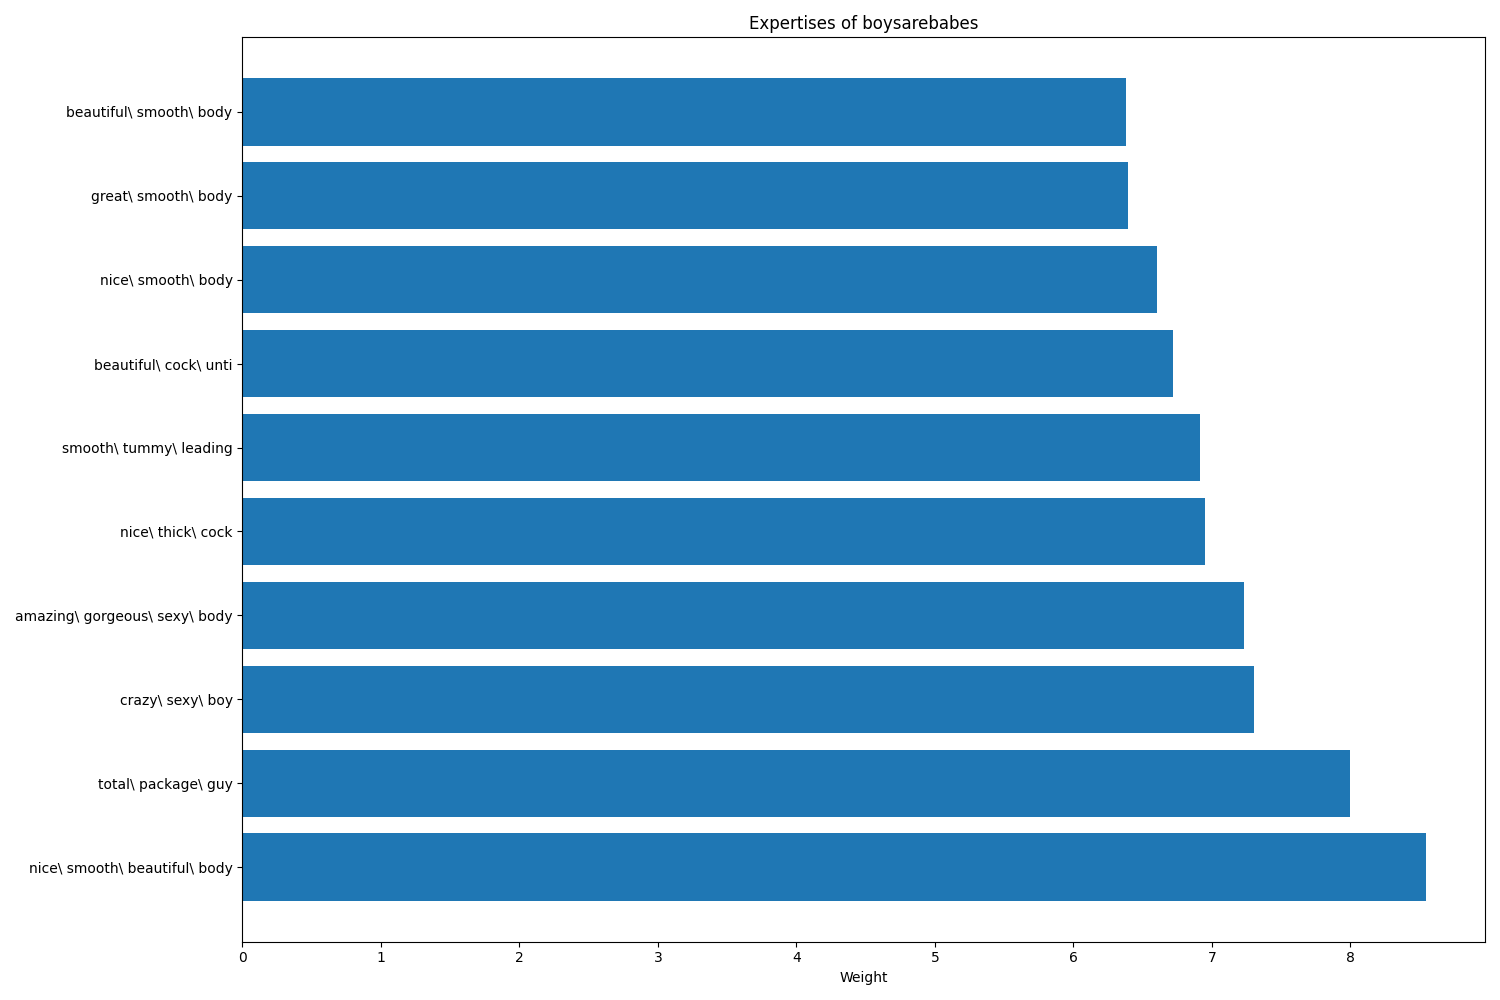 Expertises of boysarebabes
beautiful\ smooth\ body
great\ smooth\ body
nice\ smooth\ body
beautiful\ cock\ unti
smooth\ tummy\ leading
nice\ thick\ cock
amazing\ gorgeous\ sexy\ body
crazy\ sexy\ boy
total\ package\ guy
nice\ smooth\ beautiful\ body
0 1 2 3 4 5 6 7 8
Weight